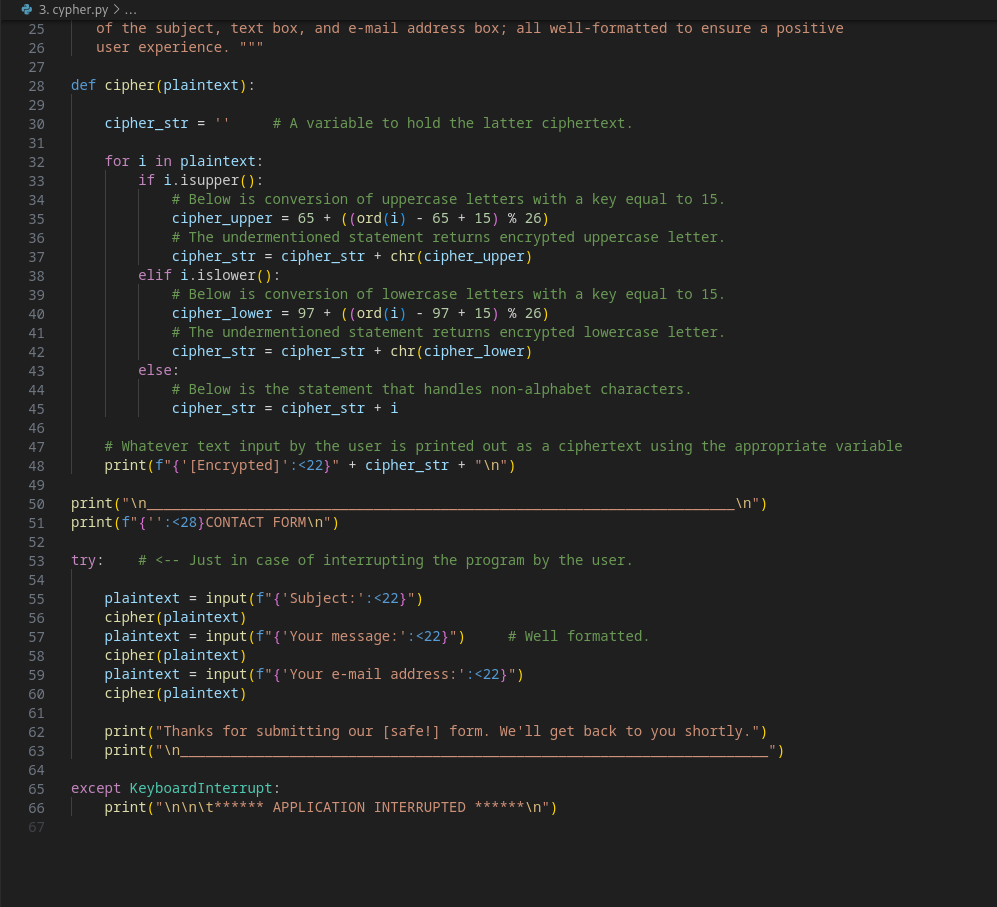 3. cypher.py > ...
25 of the subject, text box, and e-mail address box; all well-formatted to ensure a positive
26 user experience. """
27
28 def cipher(plaintext):
29
30 cipher_str = '' # A variable to hold the latter ciphertext.
31
32 for i in plaintext:
33 if i.isupper():
34 # Below is conversion of uppercase letters with a key equal to 15.
35 cipher_upper = 65 + ((ord(i) - 65 + 15) % 26)
36 # The undermentioned statement returns encrypted uppercase letter.
37 cipher_str = cipher_str + chr(cipher_upper)
38 elif i.islower():
39 # Below is conversion of lowercase letters with a key equal to 15.
40 cipher_lower = 97 + ((ord(i) - 97 + 15) % 26)
41 # The undermentioned statement returns encrypted lowercase letter.
42 cipher_str = cipher_str + chr(cipher_lower)
43 else:
44 # Below is the statement that handles non-alphabet characters.
45 cipher_str = cipher_str + i
46
47 # Whatever text input by the user is printed out as a ciphertext using the appropriate variable
48 print(f"{'[Encrypted]':<22}" + cipher_str + "\n")
49
50 print("\n______________________________________________________________________\n")
51 print(f"{'':<28}CONTACT FORM\n")
52
53 try: # <-- Just in case of interrupting the program by the user.
54
55 plaintext = input(f"{'Subject:':<22}")
56 cipher(plaintext)
57 plaintext = input(f"{'Your message:':<22}") # Well formatted.
58 cipher(plaintext)
59 plaintext = input(f"{'Your e-mail address:':<22}")
60 cipher(plaintext)
61
62 print("Thanks for submitting our [safe!] form. We'll get back to you shortly.")
63 print("\n______________________________________________________________________")
64
65 except KeyboardInterrupt:
66 print("\n\n\t****** APPLICATION INTERRUPTED ******\n")
67